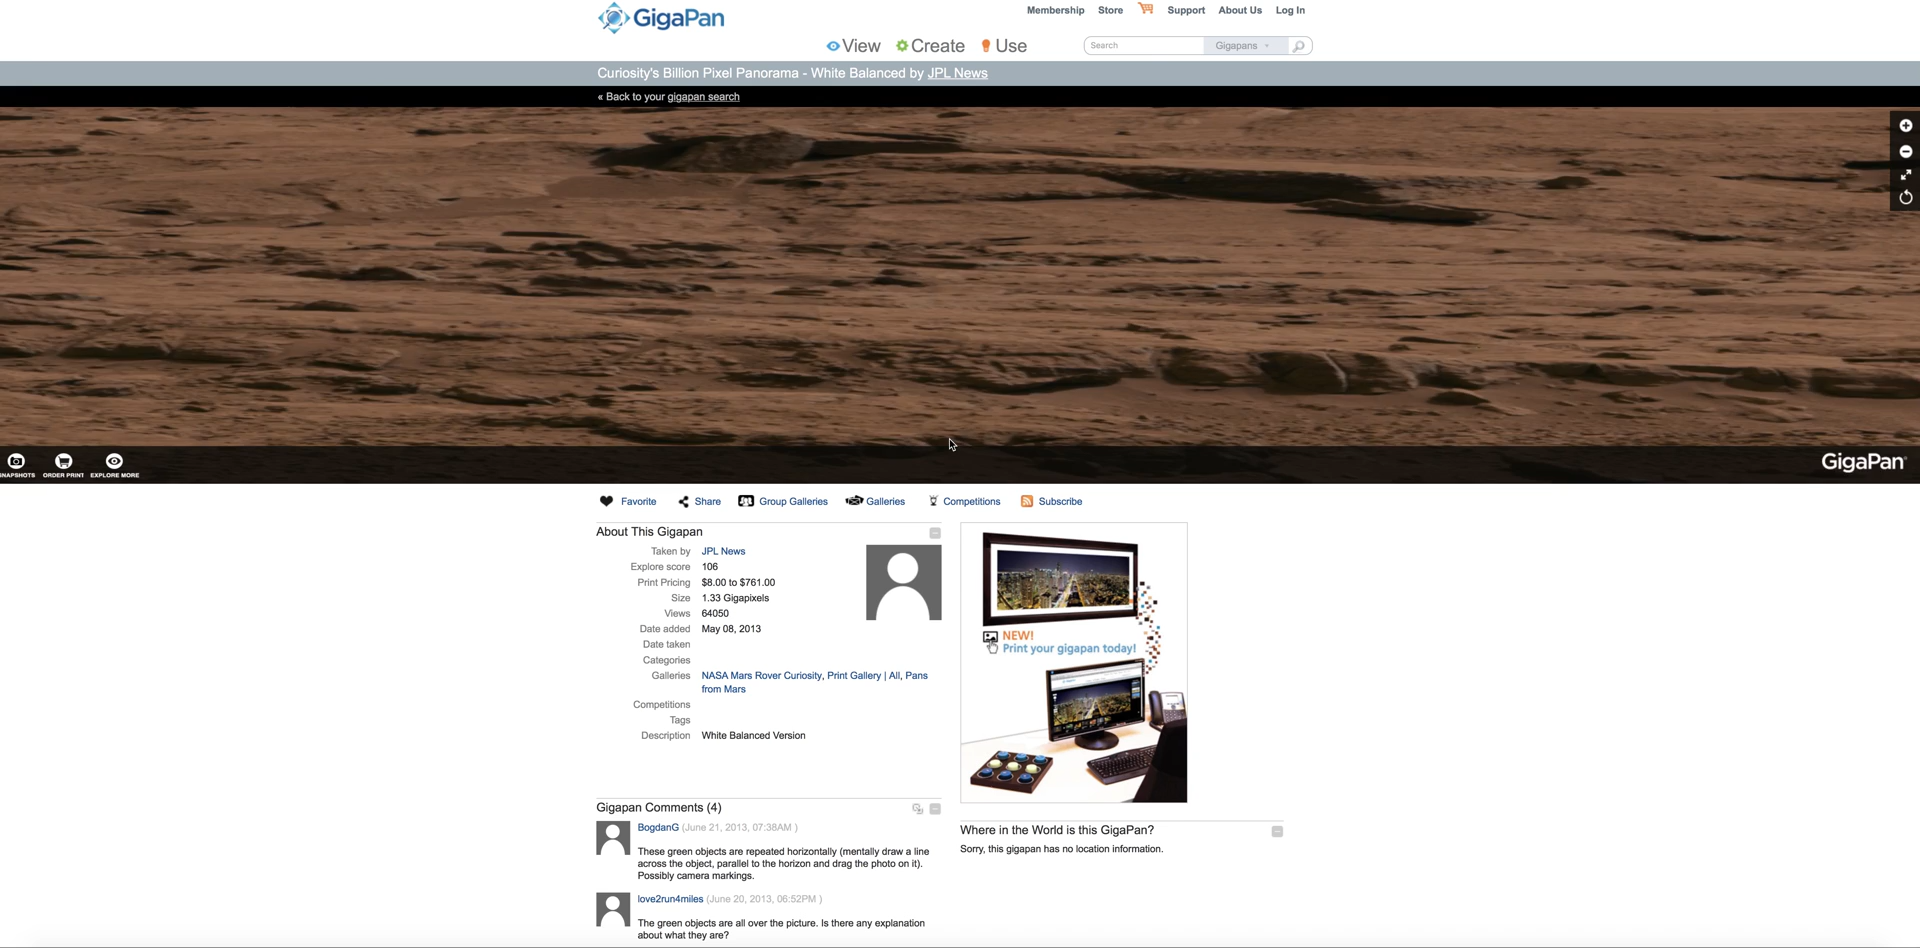 GigaPan
Membership Store Support About Us Log In
View Create Use
Search Gigapans
Curiosity's Billion Pixel Panorama - White Balanced by JPL News
« Back to your gigapan search
NAPSHOTS ORDER PRINT EXPLORE MORE
GigaPan
Favorite Share Group Galleries Galleries Competitions Subscribe
About This Gigapan
Taken by JPL News
Explore score 106
Print Pricing $8.00 to $761.00
Size 1.33 Gigapixels
Views 64050
Date added May 08, 2013
Date taken
Categories
Galleries NASA Mars Rover Curiosity, Print Gallery | All, Pans
from Mars
Competitions
Tags
Description White Balanced Version
NEW!
Print your gigapan today!
Gigapan Comments (4)
BogdanG (June 21, 2013, 07:38AM )
These green objects are repeated horizontally (mentally draw a line
across the object, parallel to the horizon and drag the photo on it).
Possibly camera markings.
love2run4miles (June 20, 2013, 06:52PM )
The green objects are all over the picture. Is there any explanation
about what they are?
Where in the World is this GigaPan?
Sorry, this gigapan has no location information.